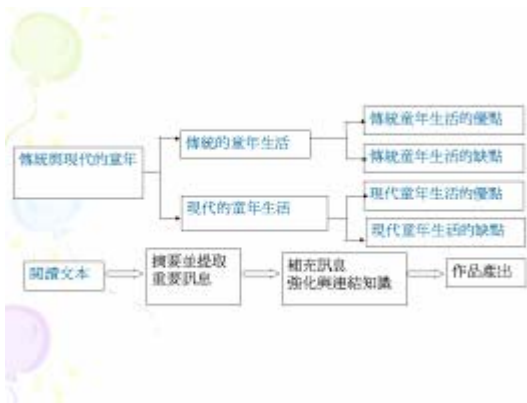 傳統與現代的童年
傳統的童年生活
傳統童年生活的優點
傳統童年生活的缺點
現代的童年生活
現代童年生活的優點
現代童年生活的缺點
閱讀文本
摘要並提取
重要訊息
補充訊息
強化與連結知識
作品產出